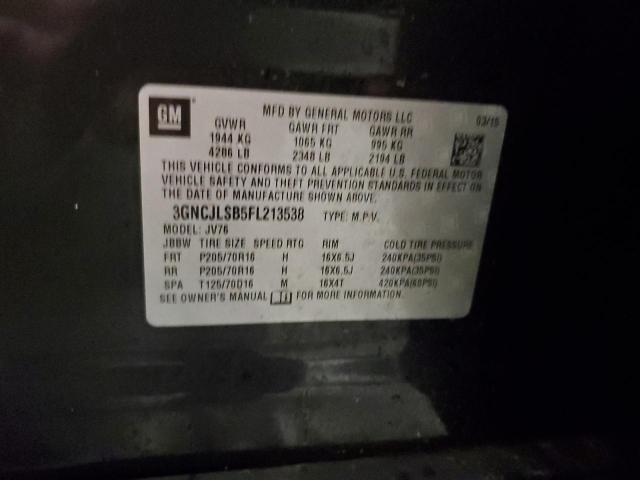 GM
MFD BY GENERAL MOTORS LLC 03/15
GVWR GAWR FRT GAWR RR
1944 KG 1065 KG 995 KG
4286 LB 2348 LB 2194 LB
THIS VEHICLE CONFORMS TO ALL APPLICABLE U.S. FEDERAL MOTOR
VEHICLE SAFETY AND THEFT PREVENTION STANDARDS IN EFFECT ON
THE DATE OF MANUFACTURE SHOWN ABOVE.
3GNCJLSB5FL213538 TYPE: M.P.V.
MODEL: JV76
JBBW TIRE SIZE SPEED RTG RIM COLD TIRE PRESSURE
FRT P205/70R16 H 16X6.5J 240KPA(35PSI)
RR P205/70R16 H 16X6.5J 240KPA(35PSI)
SPA T125/70D16 M 16X4T 420KPA(60PSI)
SEE OWNER'S MANUAL FOR MORE INFORMATION.